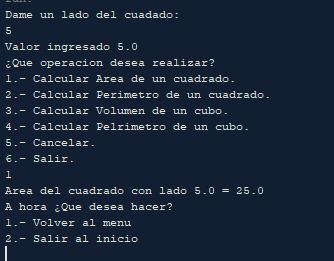 run:
Dame un lado del cuadado:
5
Valor ingresado 5.0
¿Que operacion desea realizar?
1.- Calcular Area de un cuadrado.
2.- Calcular Perimetro de un cuadrado.
3.- Calcular Volumen de un cubo.
4.- Calcular Pelrimetro de un cubo.
5.- Cancelar.
6.- Salir.
1
Area del cuadrado con lado 5.0 = 25.0
A hora ¿Que desea hacer?
1.- Volver al menu
2.- Salir al inicio